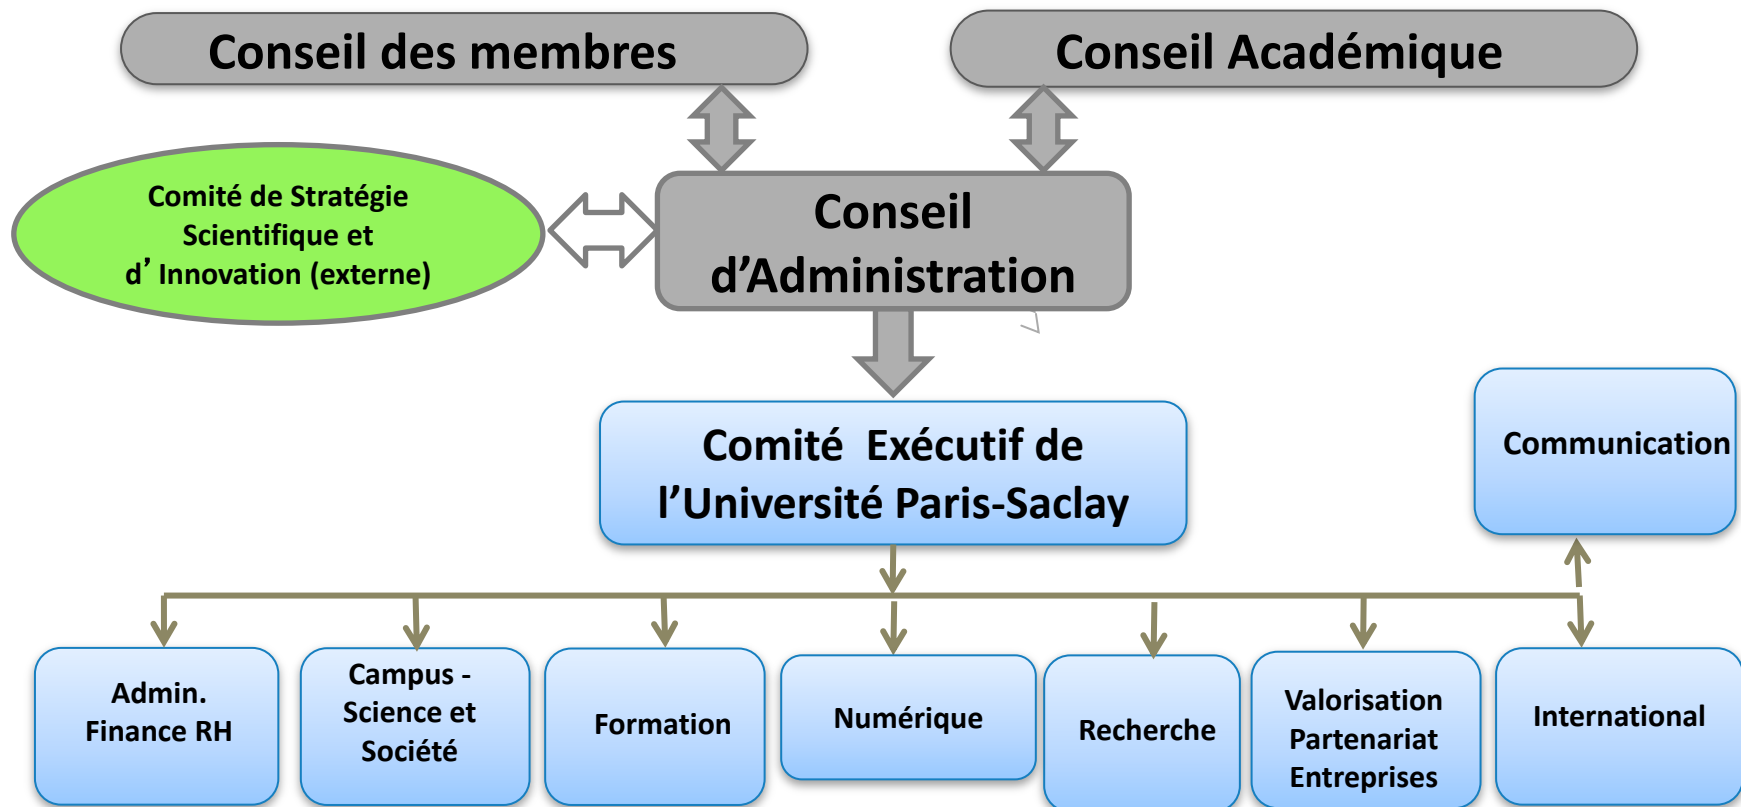 Conseil des membres
Conseil Académique
Comité de Stratégie
Scientifique et
d’ Innovation (externe)
Conseil
d’Administration
Comité  Exécutif de
l’Université Paris-Saclay
Communication
Admin.
Finance RH
Campus -
Science et
Société
Formation
Numérique
Recherche
Valorisation
Partenariat
Entreprises
International